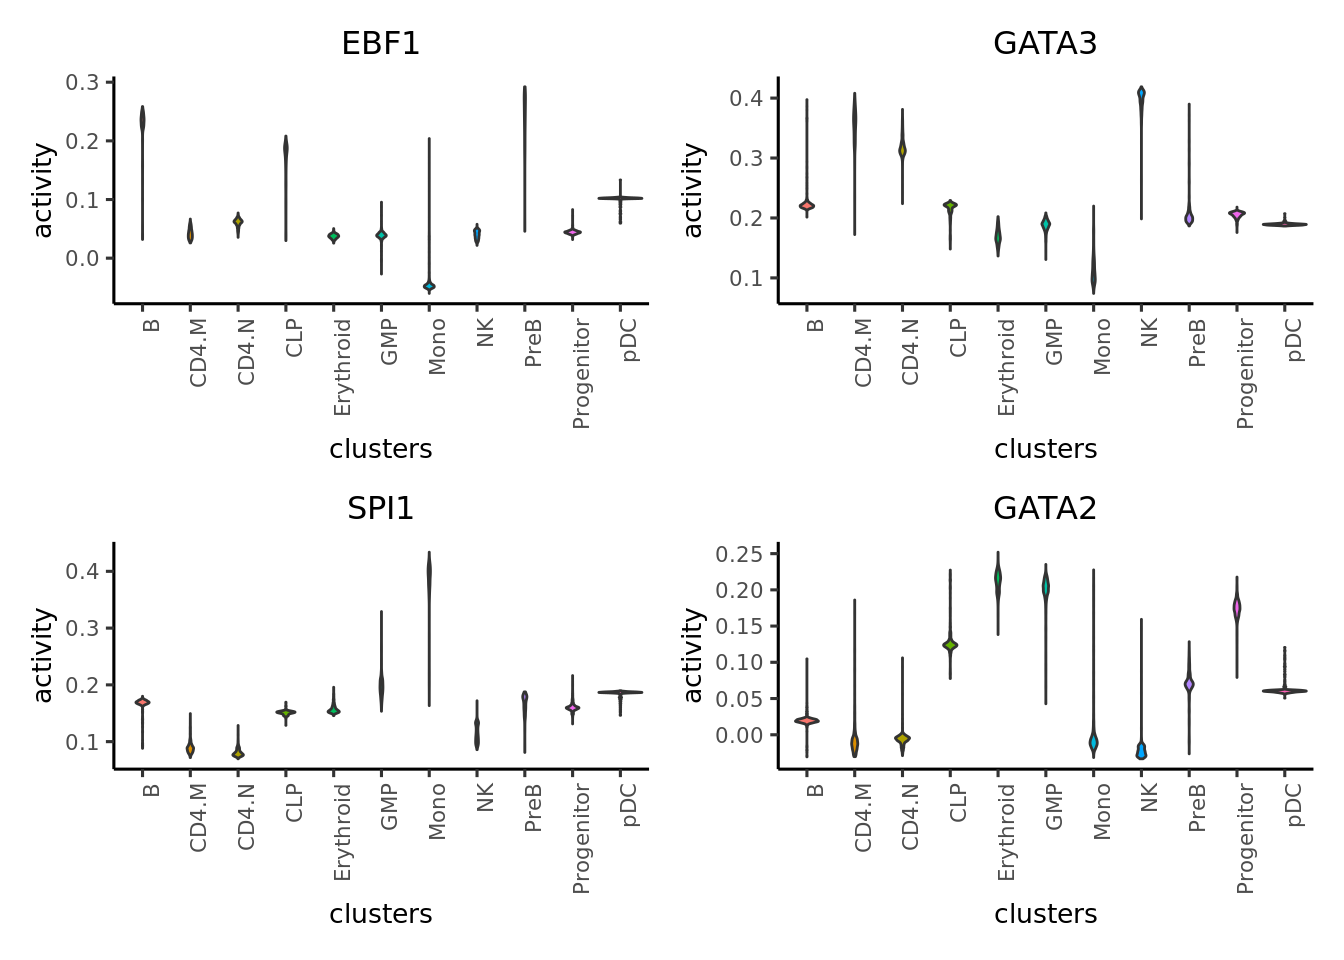 EBF1
activity
0.3
0.2
0.1
0.0
B
CD4.M
CD4.N
CLP
Erythroid
GMP
Mono
NK
PreB
Progenitor
pDC
clusters
GATA3
activity
0.4
0.3
0.2
0.1
B
CD4.M
CD4.N
CLP
Erythroid
GMP
Mono
NK
PreB
Progenitor
pDC
clusters
SPI1
activity
0.4
0.3
0.2
0.1
B
CD4.M
CD4.N
CLP
Erythroid
GMP
Mono
NK
PreB
Progenitor
pDC
clusters
GATA2
activity
0.25
0.20
0.15
0.10
0.05
0.00
B
CD4.M
CD4.N
CLP
Erythroid
GMP
Mono
NK
PreB
Progenitor
pDC
clusters